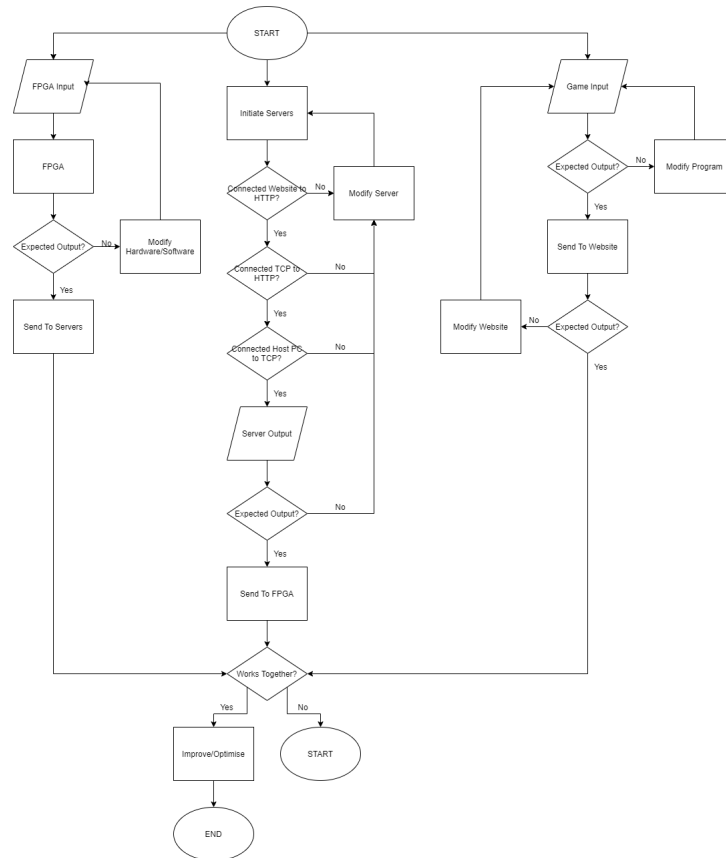 START
FPGA Input
Initiate Servers
Game Input
FPGA
Connected Website to
HTTP?
No
Modify Server
Expected Output?
No
Modify Program
Yes
Yes
Expected Output?
No
Modify
Hardware/Software
Send To Website
Connected TCP to
HTTP?
No
Yes
Yes
Send To Servers
Modify Website
No
Expected Output?
Connected Host PC
to TCP?
No
Yes
Yes
Server Output
Expected Output?
No
Yes
Send To FPGA
Works Together?
Yes
No
Improve/Optimise
START
END